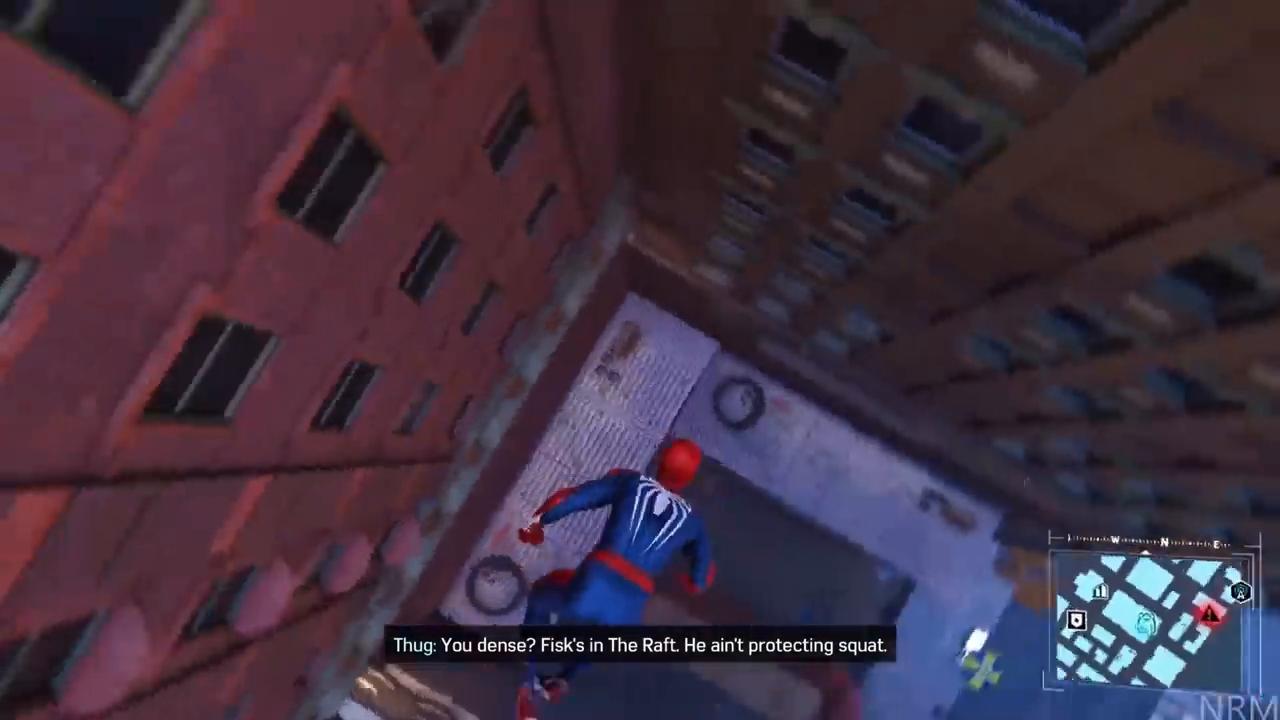 W N E
Thug: You dense? Fisk's in The Raft. He ain't protecting squat.
NRM